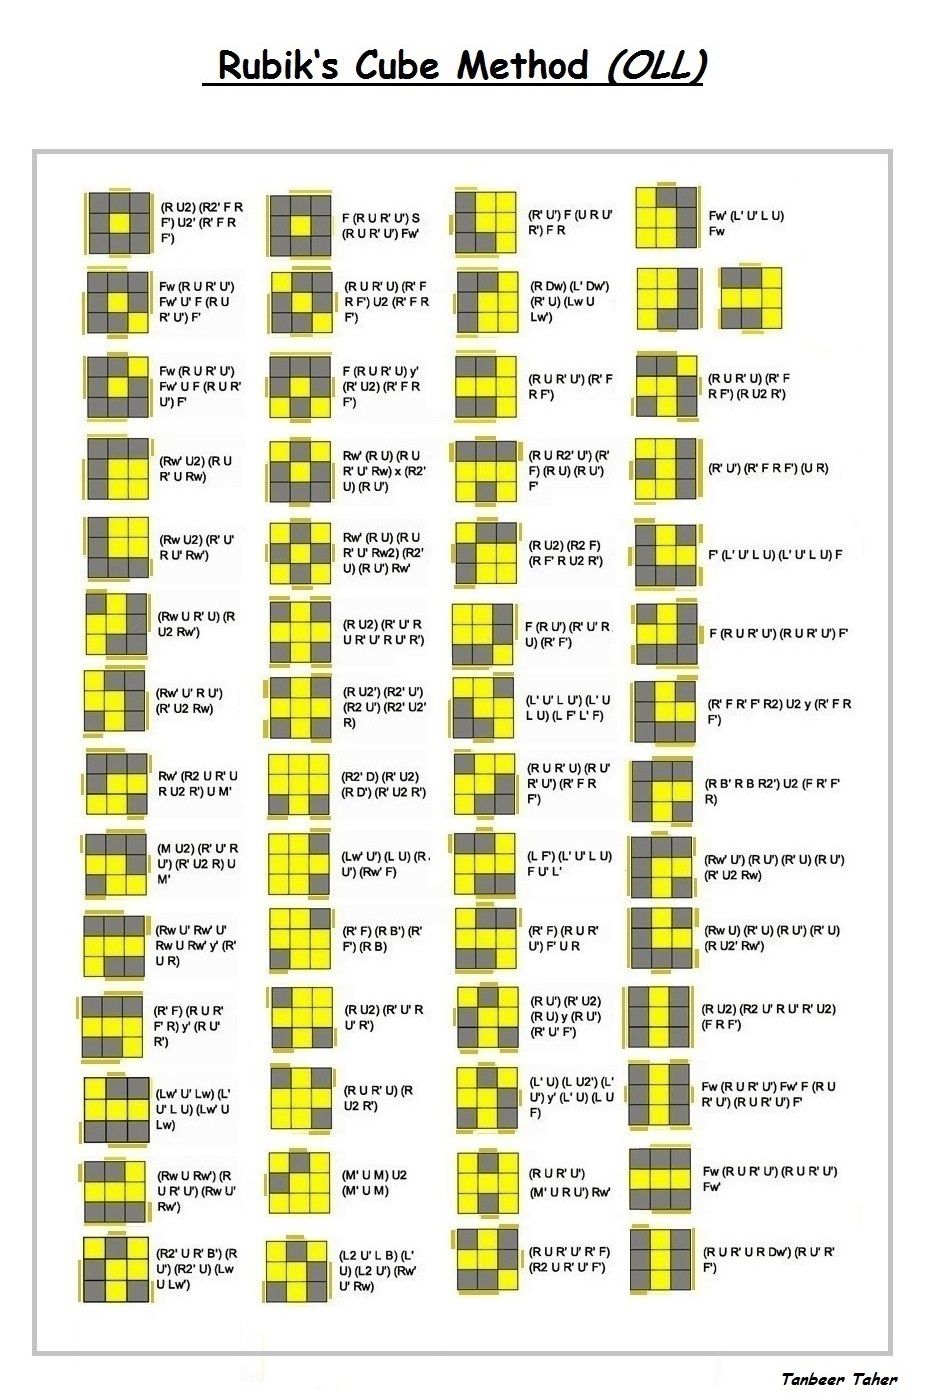 Rubik's Cube Method (OLL)
(R U2) (R2' F R
F') U2' (R' F R
F')
F (R U R' U') S
(R U R' U') Fw'
(R' U') F (U R U'
R') F R
Fw' (L' U' L U)
Fw
Fw (R U R' U')
Fw' U' F (R U
R' U') F'
(R U R' U) (R' F
R F') U2 (R' F R
F')
(R Dw) (L' Dw')
(R' U) (Lw U
Lw')
Fw (R U R' U')
Fw' U F (R U R'
U') F'
F (R U R' U) y'
(R' U2) (R' F R
F')
(R U R' U') (R' F
R F')
(R U R' U) (R' F
R F') (R U2 R')
(Rw' U2) (R U
R' U Rw)
Rw' (R U) (R U
R' U' Rw) x (R2'
U) (R U')
(R U R2' U') (R'
F) (R U) (R U')
F'
(R' U') (R' F R F') (U R)
(Rw U2) (R' U'
R U' Rw')
Rw' (R U) (R U
R' U' Rw2) (R2'
U) (R U') Rw'
(R U2) (R2 F)
(R F' R U2 R')
F' (L' U' L U) (L' U' L U) F
(Rw U R' U) (R
U2 Rw')
(R U2) (R' U' R
U R' U' R U' R')
F (R U') (R' U' R
U) (R' F')
F (R U R' U') (R U R' U') F'
(Rw' U' R U')
(R' U2 Rw)
(R U2') (R2' U')
(R2 U') (R2' U2'
R)
(L' U' L U') (L' U
L U) (L F' L' F)
(R' F R F' R2) U2 y (R' F R
F')
Rw' (R2 U R' U
R U2 R') U M'
(R2' D) (R' U2)
(R D') (R' U2 R')
(R U R' U) (R U'
R' U') (R' F R
F')
(R B' R B R2') U2 (F R' F'
R)
(M U2) (R' U' R
U') (R' U2 R) U
M'
(Lw' U') (L U) (R
U') (Rw' F)
(L F') (L' U' L U)
F U' L'
(Rw' U') (R U') (R' U) (R U')
(R' U2 Rw)
(Rw U' Rw' U'
Rw U Rw' y' (R'
U R)
(R' F) (R B') (R'
F') (R B)
(R' F) (R U R'
U') F' U R
(Rw U) (R' U) (R U') (R' U)
(R U2' Rw')
(R' F) (R U R'
F' R) y' (R U'
R')
(R U2) (R' U' R
U' R')
(R U') (R' U2)
(R U) y (R U')
(R' U' F')
(R U2) (R2 U' R U' R' U2)
(F R F')
(Lw' U' Lw) (L'
U' L U) (Lw' U
Lw)
(R U R' U) (R
U2 R')
(L' U) (L U2') (L'
U') y' (L' U) (L U
F)
Fw (R U R' U') Fw' F (R U
R' U') (R U R' U') F'
(Rw U Rw') (R
U R' U') (Rw U'
Rw')
(M' U M) U2
(M' U M)
(R U R' U')
(M' U R U') Rw'
Fw (R U R' U') (R U R' U')
Fw'
(R2' U R' B') (R
U') (R2' U) (Lw
U Lw')
(L2 U' L B) (L'
U) (L2 U') (Rw'
U' Rw)
(R U R' U' R' F)
(R2 U R' U' F')
(R U R' U R Dw') (R U' R'
F')
Tanbeer Taher